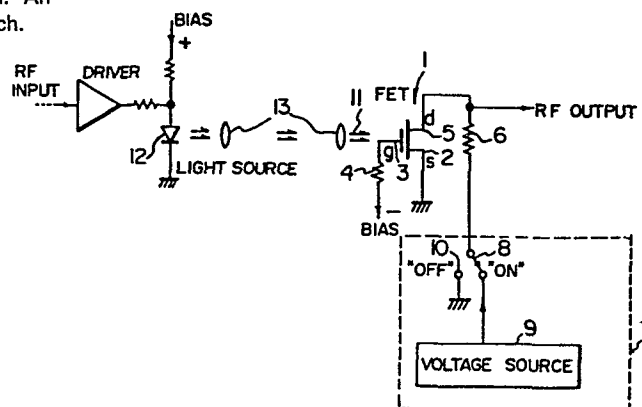 ch.
BIAS
+
RF
INPUT
DRIVER
12
LIGHT SOURCE
13
11
FET
1
d
5
g
3
s
2
4
−
BIAS
6
RF OUTPUT
10
"OFF"
8
"ON"
9
VOLTAGE SOURCE